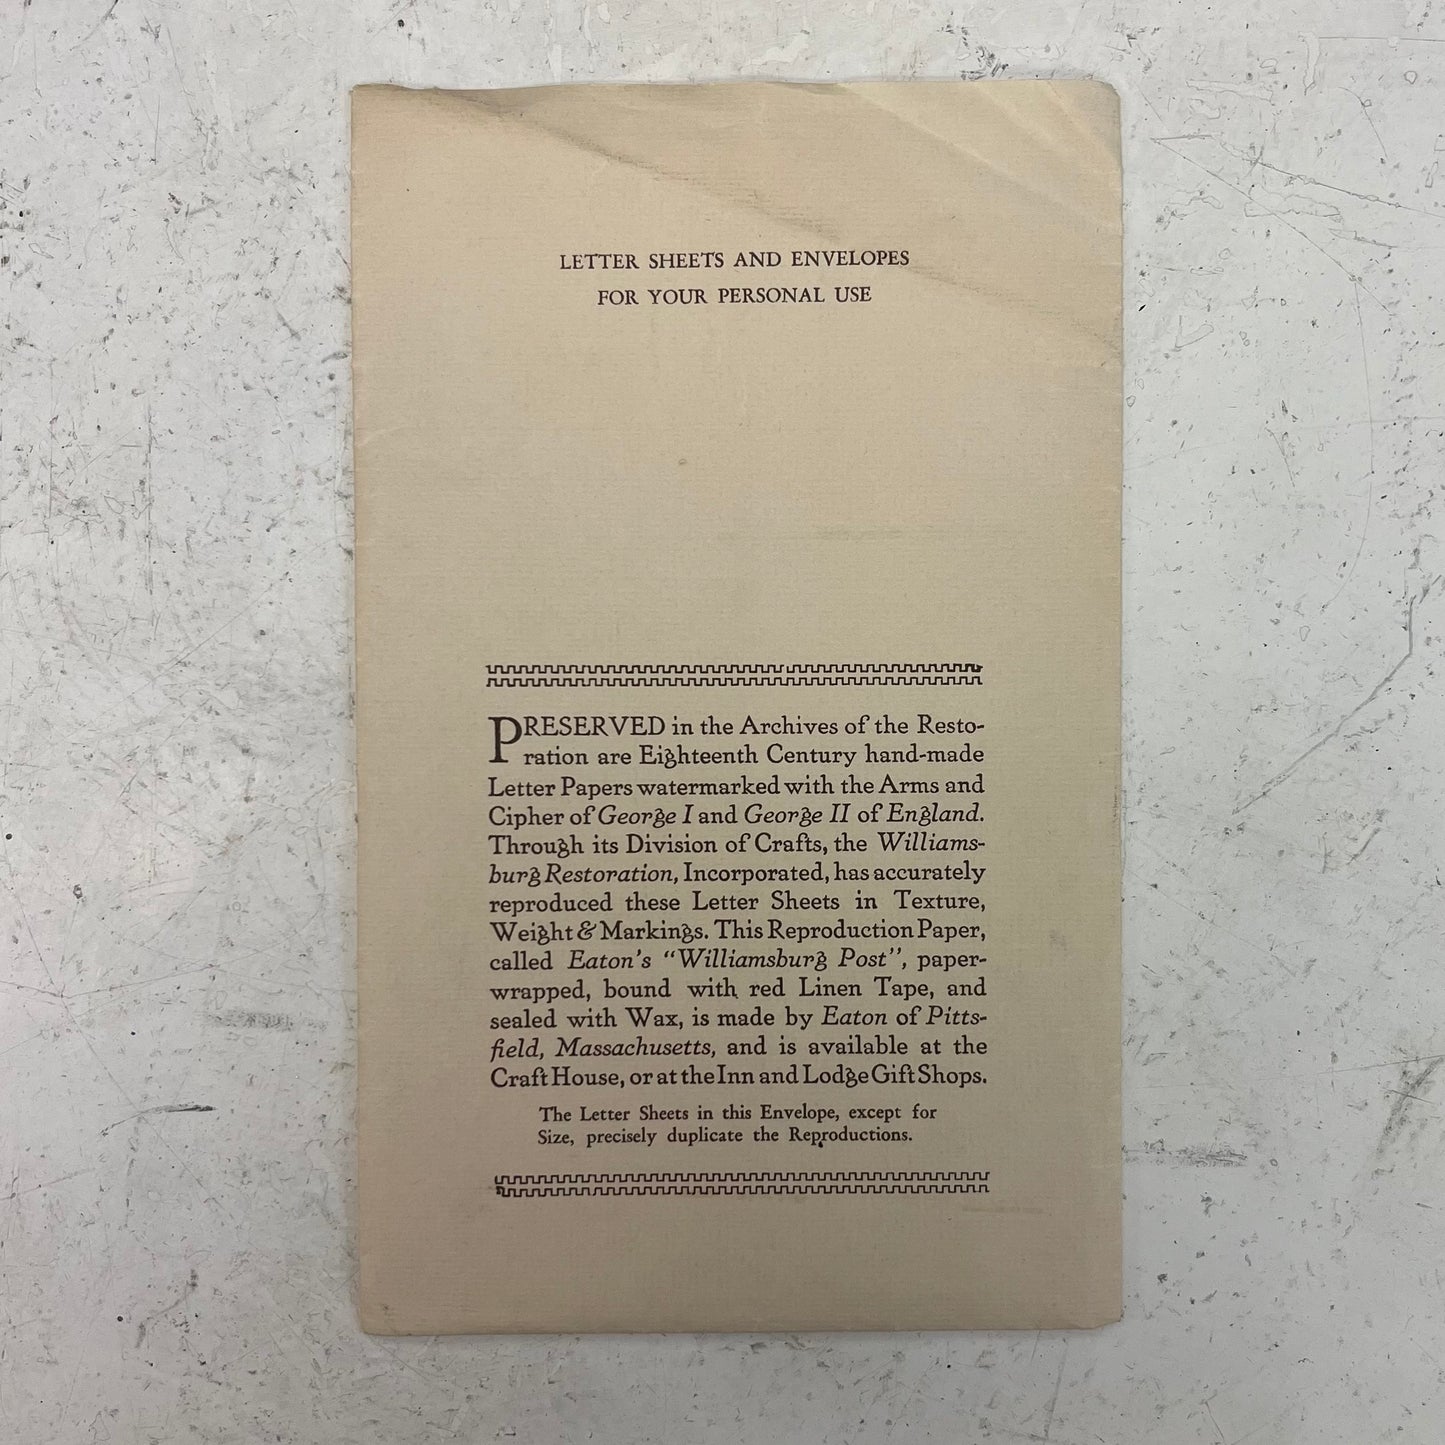 LETTER SHEETS AND ENVELOPES
FOR YOUR PERSONAL USE
PRESERVED in the Archives of the Resto-
ration are Eighteenth Century hand-made
Letter Papers watermarked with the Arms and
Cipher of George I and George II of England.
Through its Division of Crafts, the Williams-
burg Restoration, Incorporated, has accurately
reproduced these Letter Sheets in Texture,
Weight & Markings. This Reproduction Paper,
called Eaton's "Williamsburg Post", paper-
wrapped, bound with red Linen Tape, and
sealed with Wax, is made by Eaton of Pitts-
field, Massachusetts, and is available at the
Craft House, or at the Inn and Lodge Gift Shops.
The Letter Sheets in this Envelope, except for
Size, precisely duplicate the Reproductions.